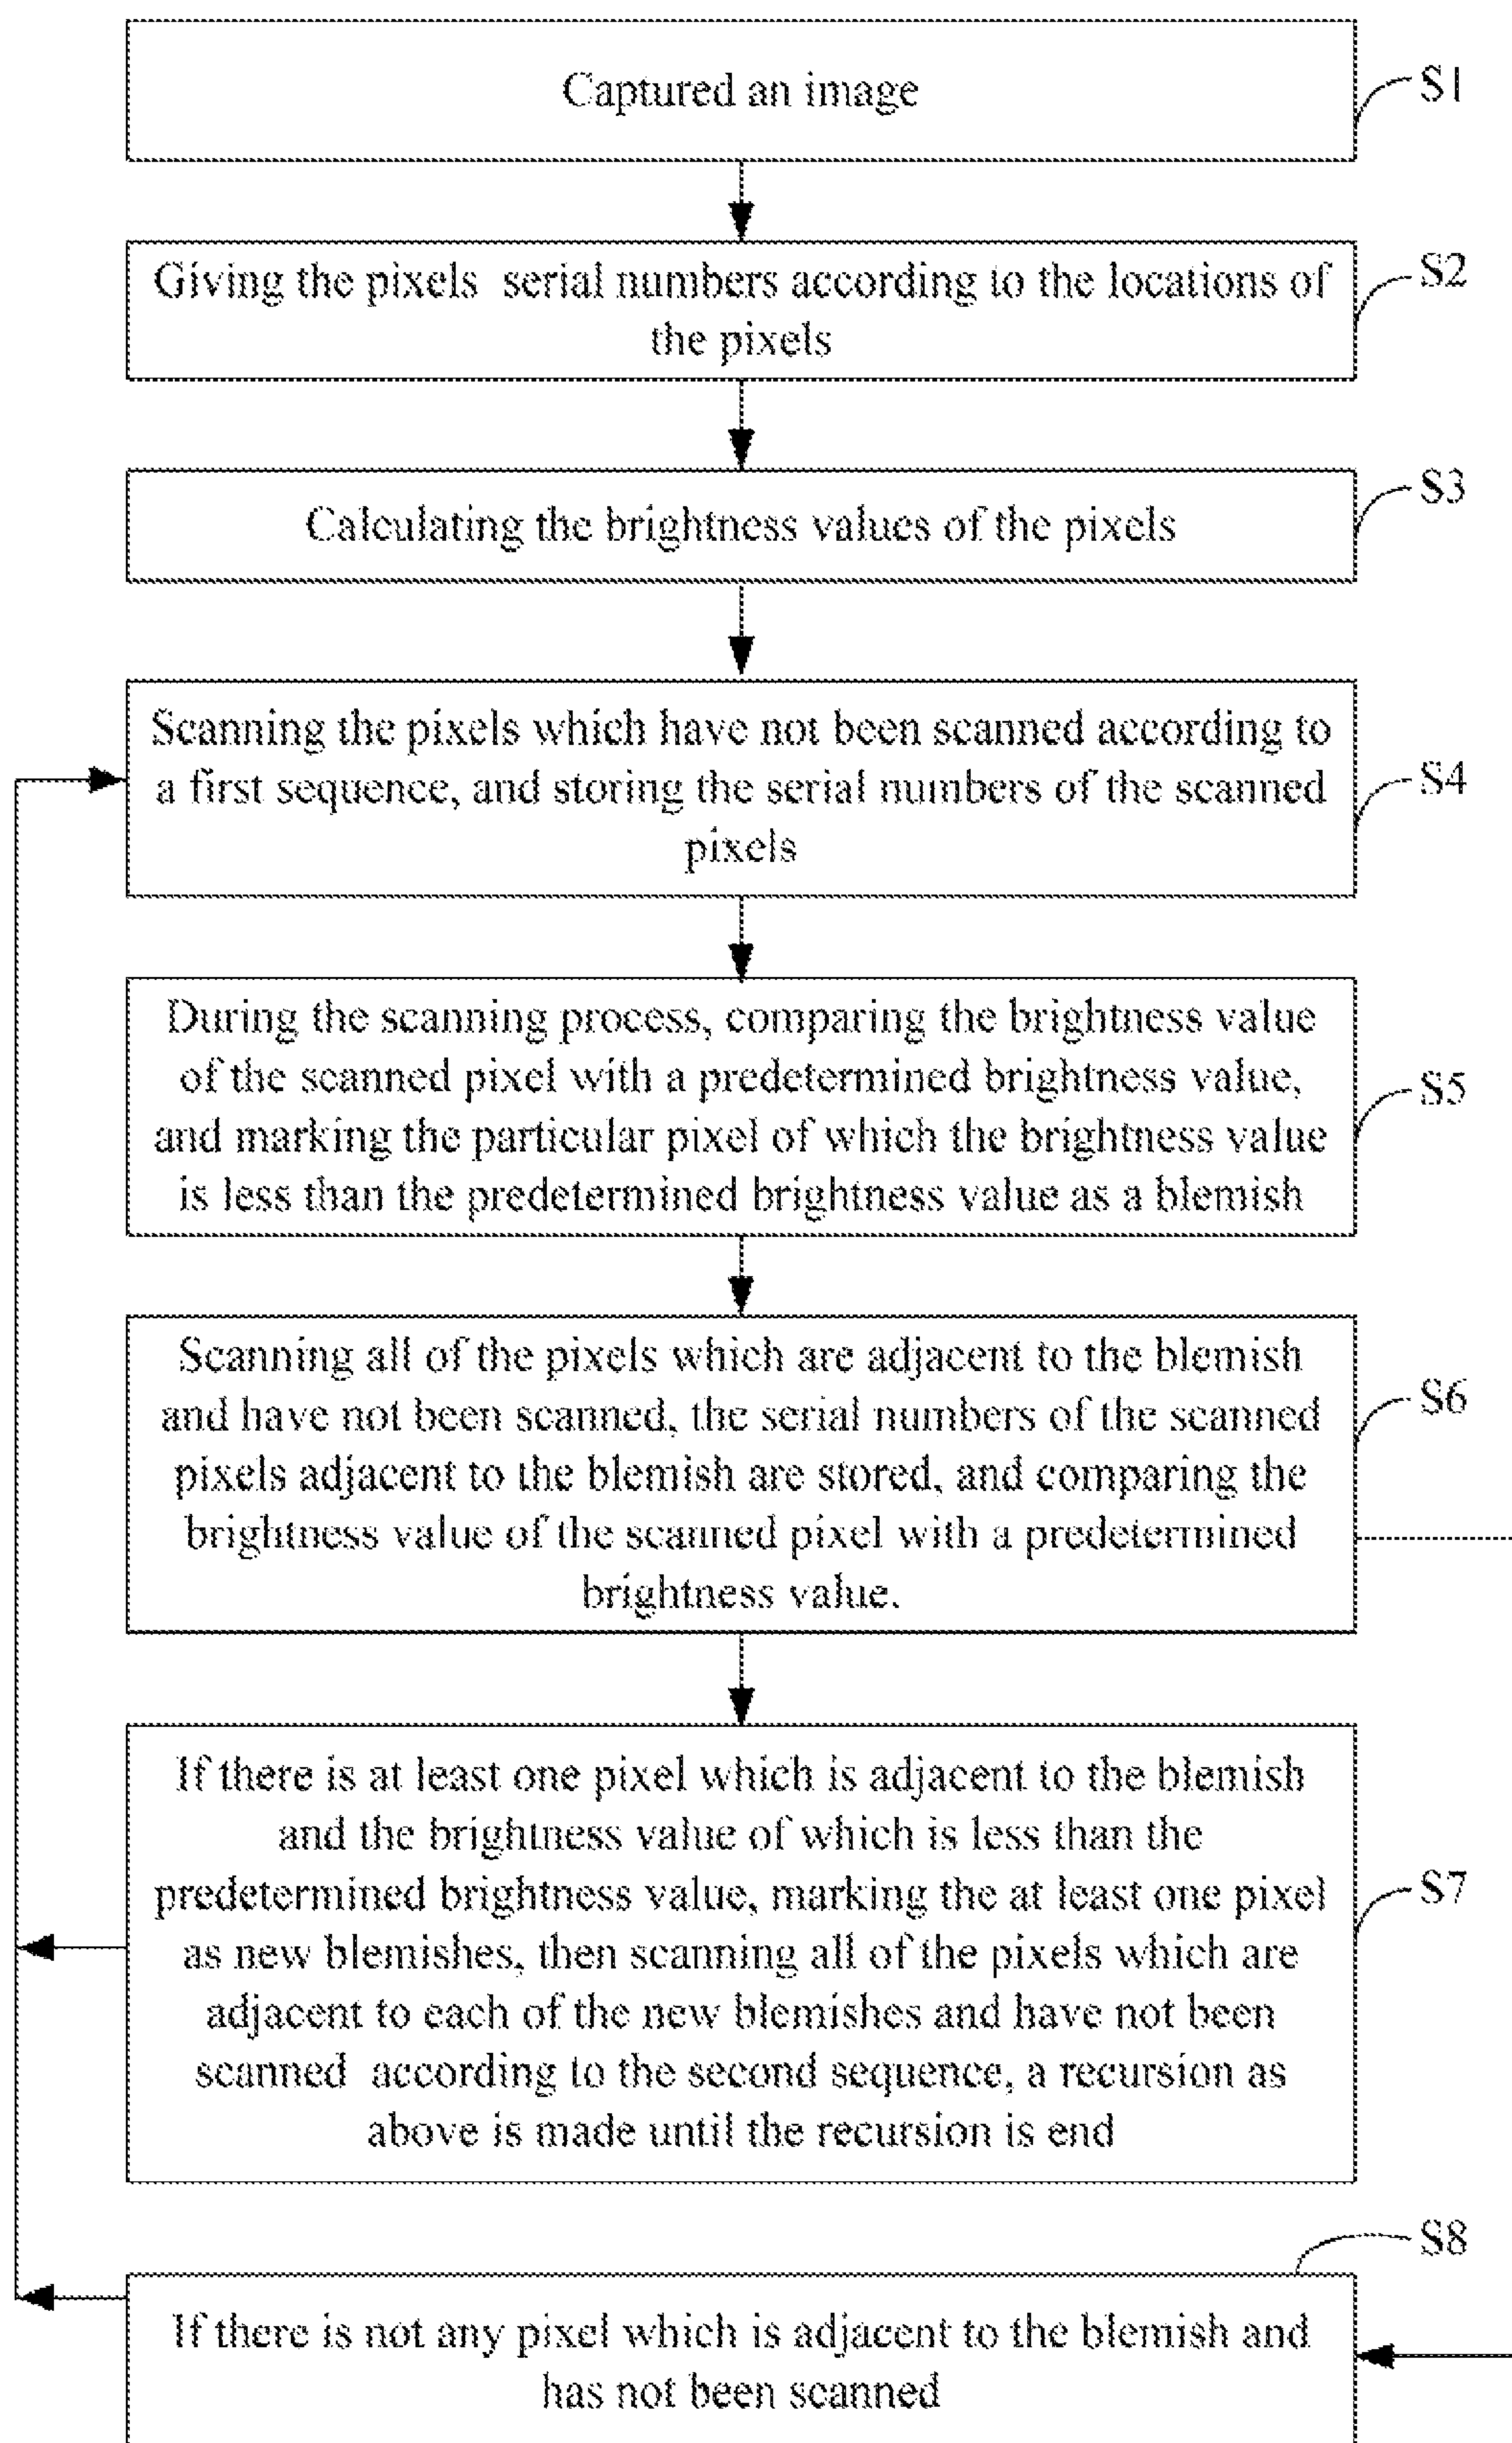 Captured an image
S1
Giving the pixels serial numbers according to the locations of
the pixels
S2
Calculating the brightness values of the pixels
S3
Scanning the pixels which have not been scanned according to
a first sequence, and storing the serial numbers of the scanned
pixels
S4
During the scanning process, comparing the brightness value
of the scanned pixel with a predetermined brightness value,
and marking the particular pixel of which the brightness value
is less than the predetermined brightness value as a blemish
S5
Scanning all of the pixels which are adjacent to the blemish
and have not been scanned, the serial numbers of the scanned
pixels adjacent to the blemish are stored, and comparing the
brightness value of the scanned pixel with a predetermined
brightness value.
S6
If there is at least one pixel which is adjacent to the blemish
and the brightness value of which is less than the
predetermined brightness value, marking the at least one pixel
as new blemishes, then scanning all of the pixels which are
adjacent to each of the new blemishes and have not been
scanned according to the second sequence, a recursion as
above is made until the recursion is end
S7
S8
If there is not any pixel which is adjacent to the blemish and
has not been scanned